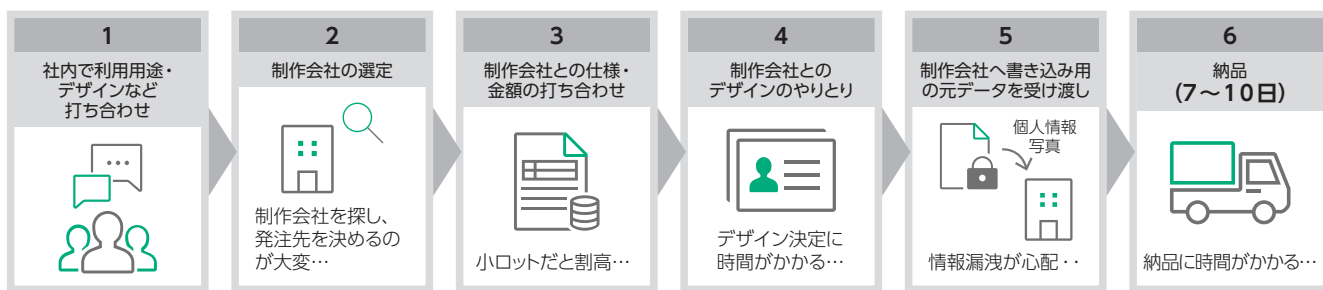 1
社内で利用用途・
デザインなど
打ち合わせ
2
制作会社の選定
制作会社を探し、
発注先を決めるの
が大変…
3
制作会社との仕様・
金額の打ち合わせ
小ロットだと割高…
4
制作会社との
デザインのやりとり
デザイン決定に
時間がかかる…
5
制作会社へ書き込み用
の元データを受け渡し
個人情報
写真
情報漏洩が心配‥
6
納品
(7～10日)
納品に時間がかかる…